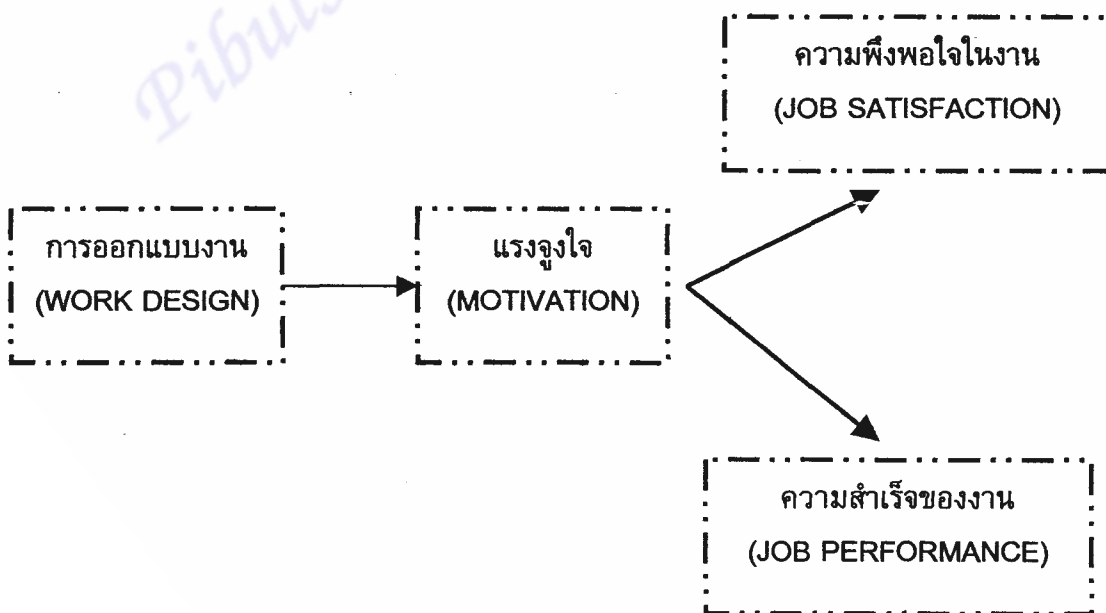 ความพึงพอใจในงาน
(JOB SATISFACTION)
การออกแบบงาน
(WORK DESIGN)
แรงจูงใจ
(MOTIVATION)
ความสำเร็จของงาน
(JOB PERFORMANCE)